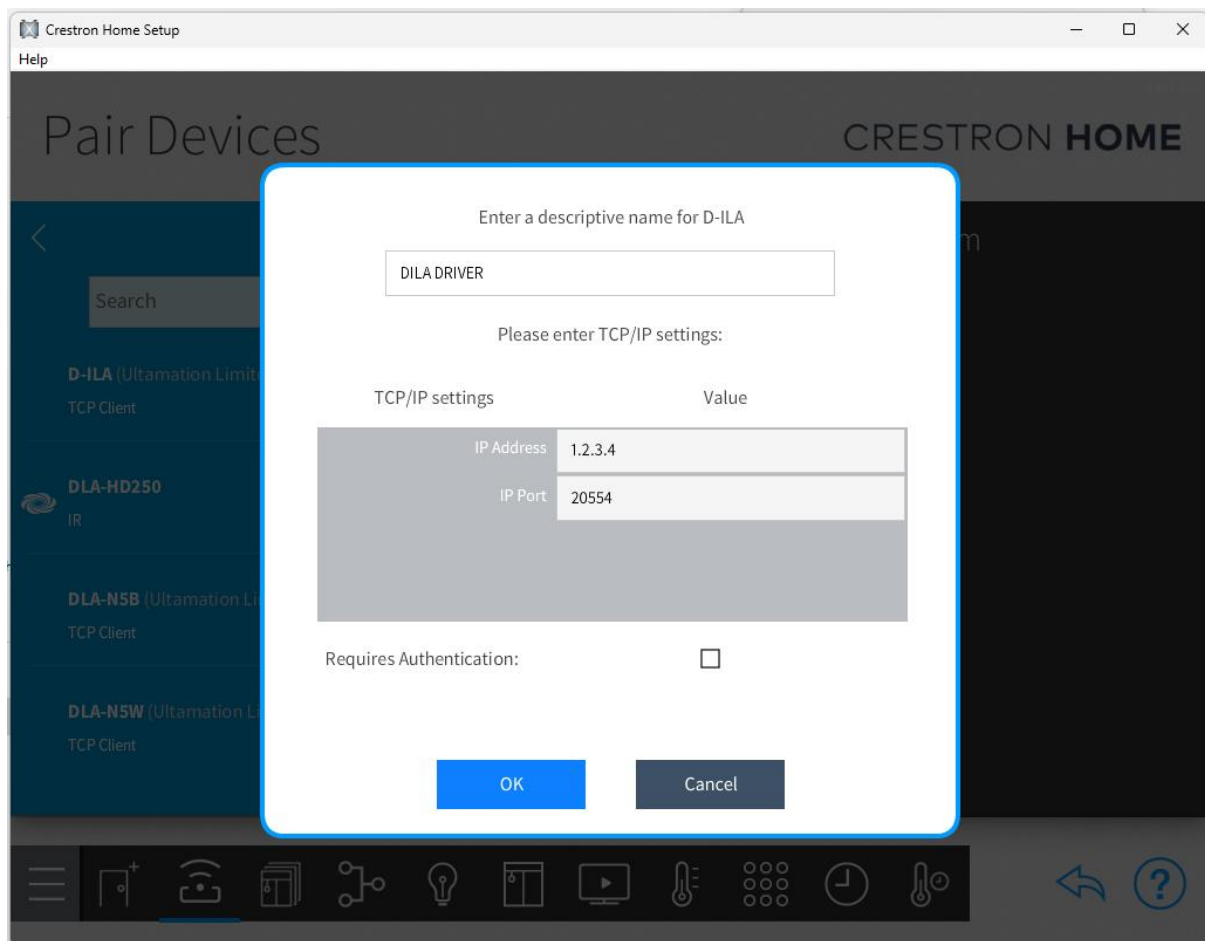 Crestron Home Setup
Help
Pair Devices
CRESTRON HOME
Enter a descriptive name for D-ILA
DILA DRIVER
Please enter TCP/IP settings:
TCP/IP settings Value
IP Address 1.2.3.4
IP Port 20554
Requires Authentication:
OK Cancel
Search
D-ILA (Ultamation Limit
TCP Client
DLA-HD250
IR
DLA-N5B (Ultamation Li
TCP Client
DLA-N5W (Ultamation L
TCP Client
m
?